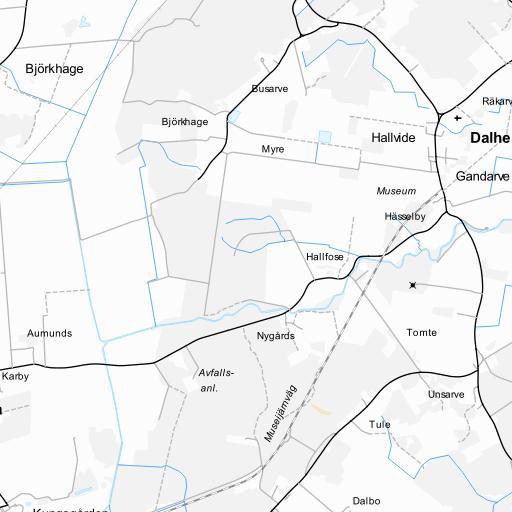 Björkhage
Busarve
Räkarv
Björkhage
Hallvide
Dalhe
Myre
Gandarve
Museum
Hässelby
Hallfose
Aumunds
Nygårds
Tomte
Karby
Avfalls-
anl.
Museijärnväg
Unsarve
Tule
Dalbo